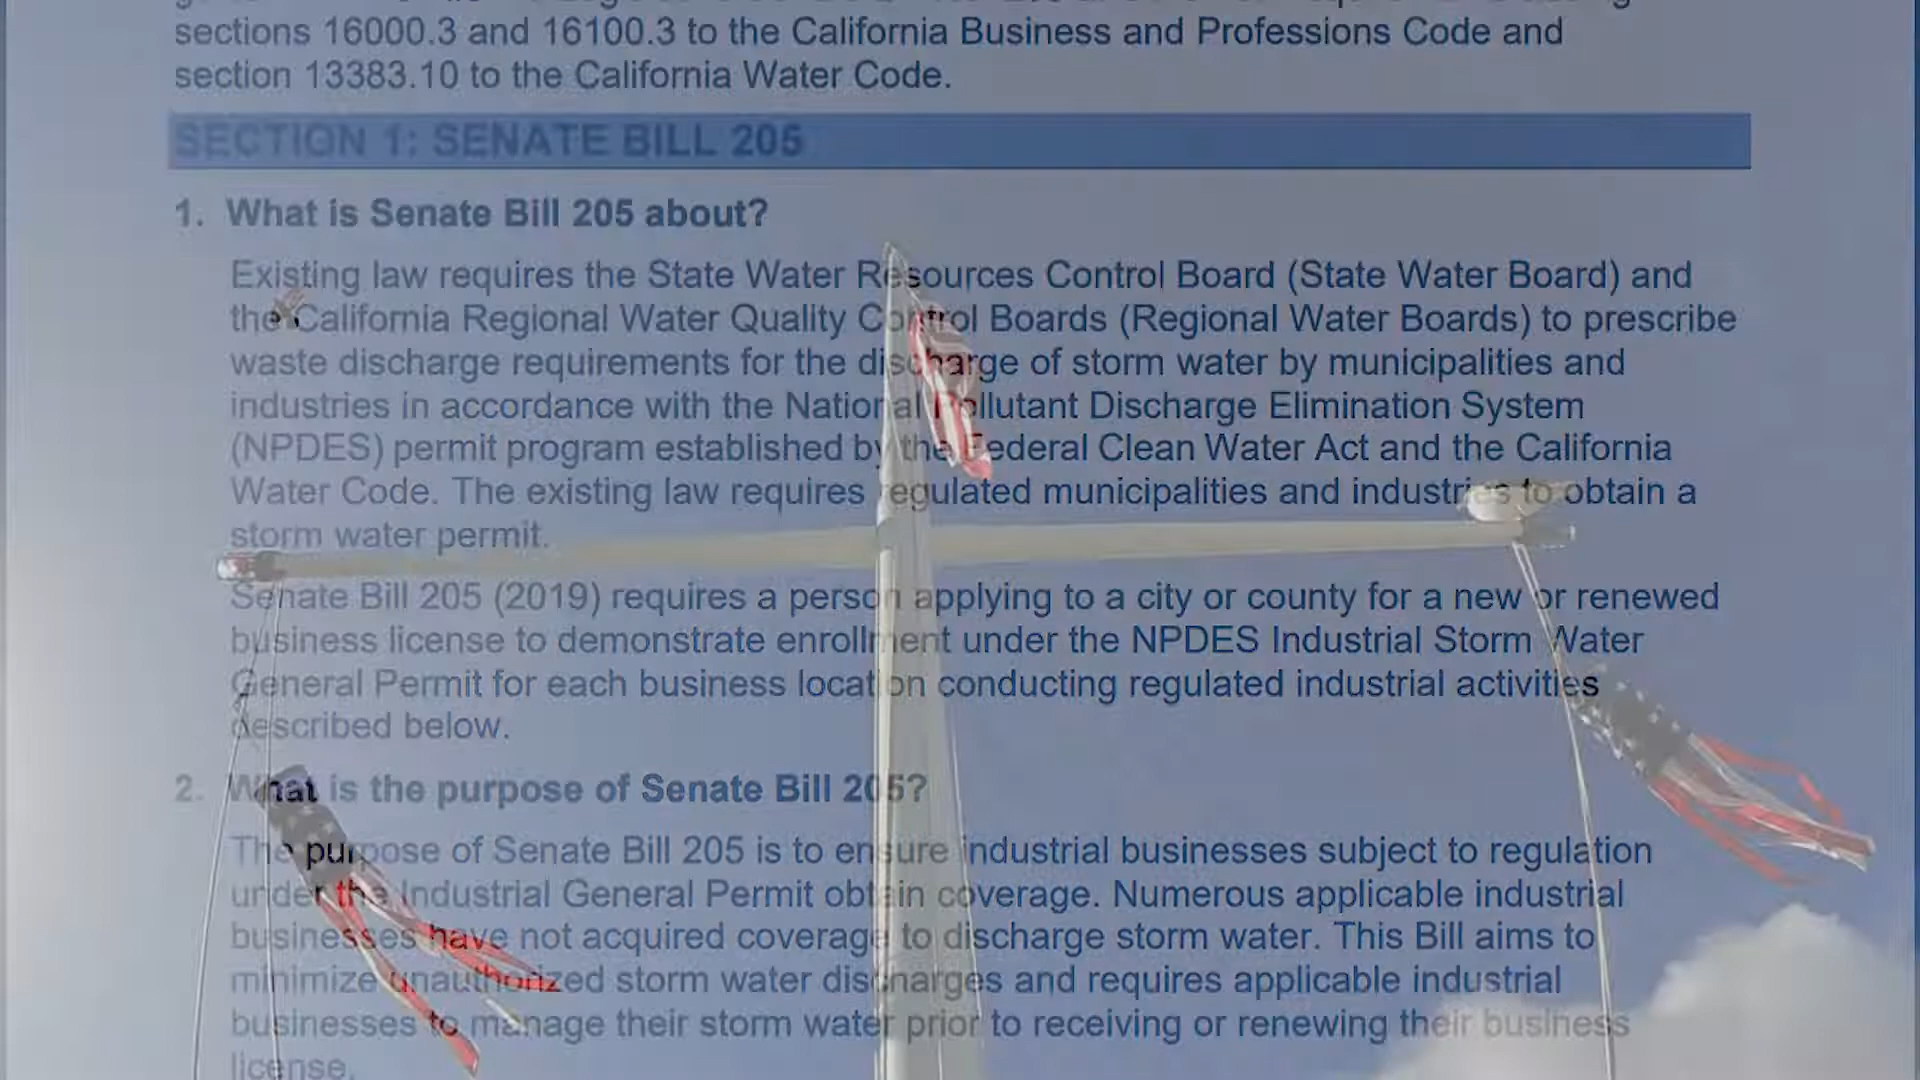 sections 16000.3 and 16100.3 to the California Business and Professions Code and
section 13383.10 to the California Water Code.
SECTION 1: SENATE BILL 205
1. What is Senate Bill 205 about?
Existing law requires the State Water Resources Control Board (State Water Board) and
the California Regional Water Quality Control Boards (Regional Water Boards) to prescribe
waste discharge requirements for the discharge of storm water by municipalities and
industries in accordance with the National Pollutant Discharge Elimination System
(NPDES) permit program established by the Federal Clean Water Act and the California
Water Code. The existing law requires regulated municipalities and industries to obtain a
storm water permit.
Senate Bill 205 (2019) requires a person applying to a city or county for a new or renewed
business license to demonstrate enrollment under the NPDES Industrial Storm Water
General Permit for each business location conducting regulated industrial activities
described below.
2. What is the purpose of Senate Bill 205?
The purpose of Senate Bill 205 is to ensure industrial businesses subject to regulation
under the Industrial General Permit obtain coverage. Numerous applicable industrial
businesses have not acquired coverage to discharge storm water. This Bill aims to
minimize unauthorized storm water discharges and requires applicable industrial
businesses to manage their storm water prior to receiving or renewing their business
license.